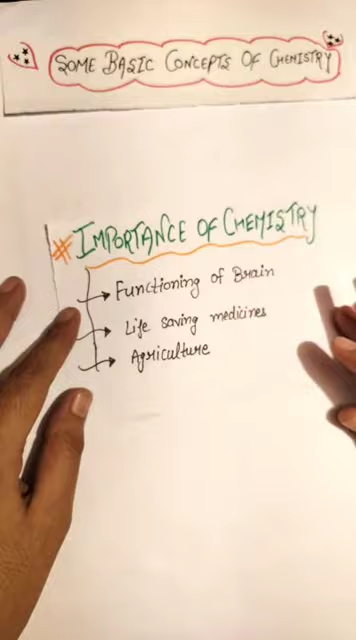 SOME BASIC CONCEPTS OF CHEMISTRY
# IMPORTANCE OF CHEMISTRY
→ Functioning of Brain
→ Life saving medicines
→ Agriculture